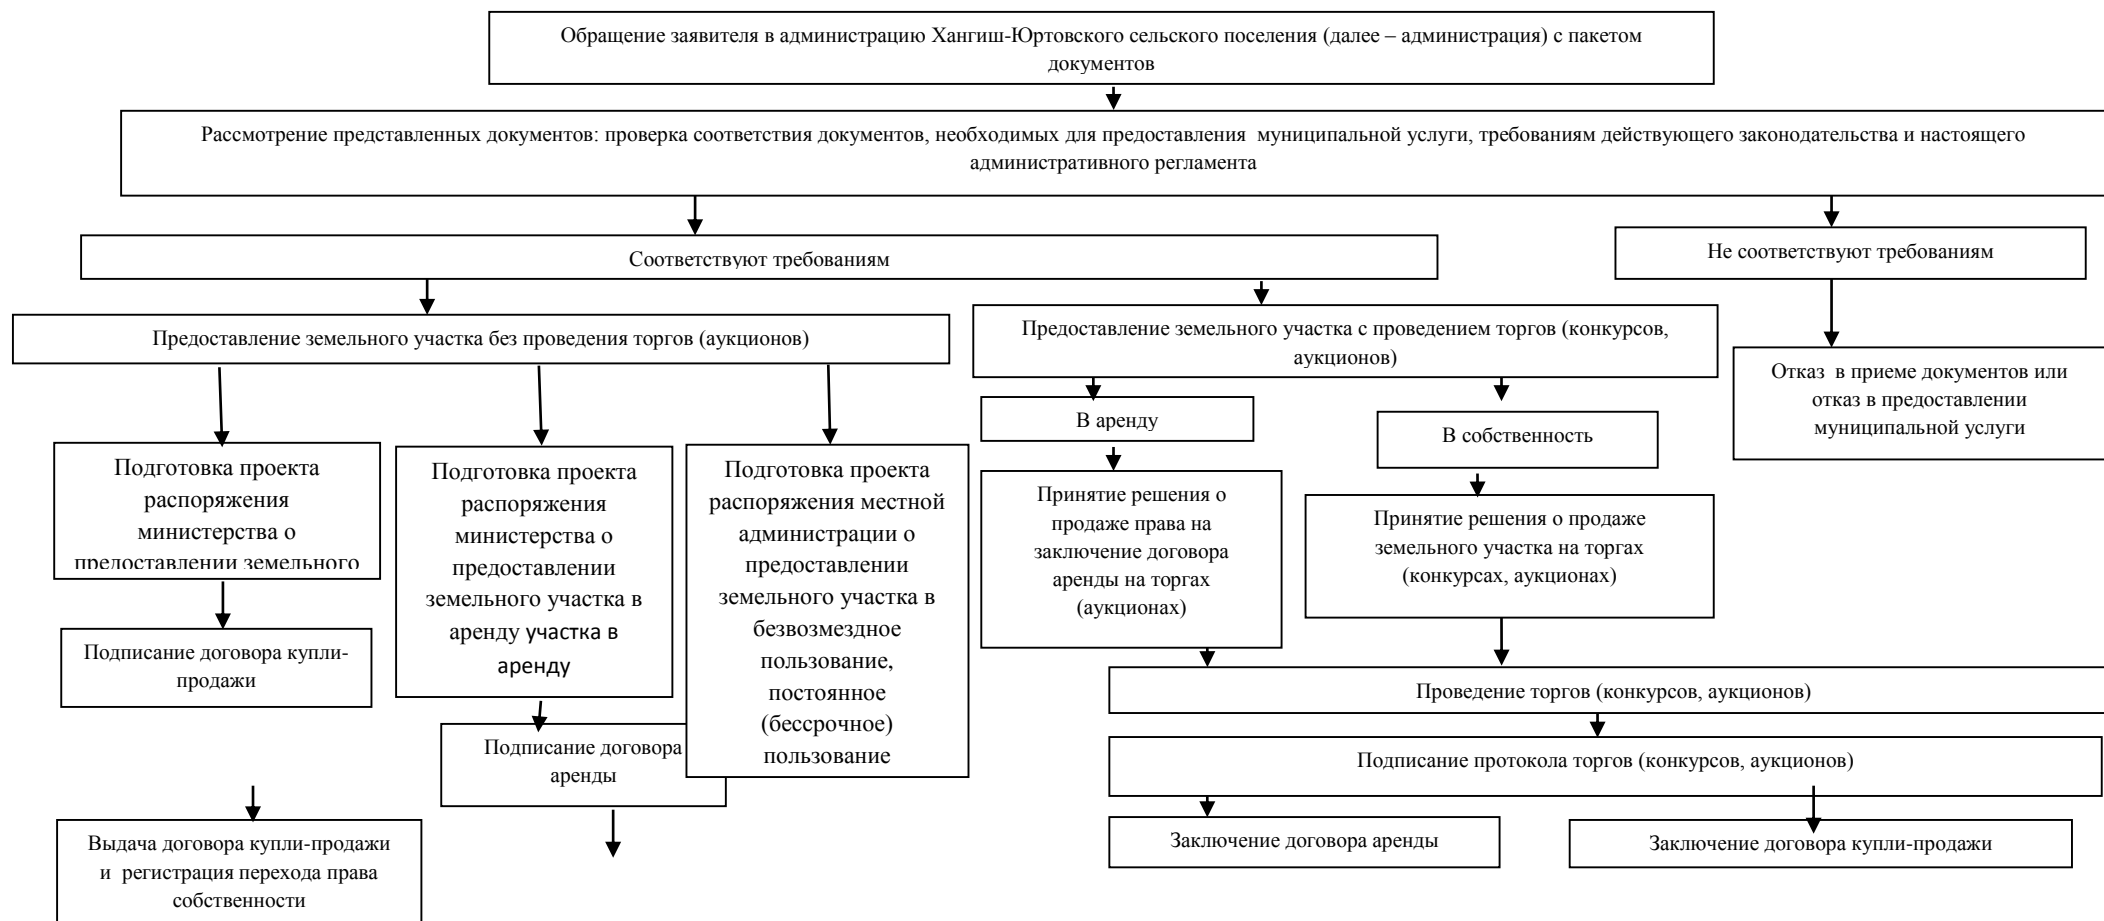 Обращение заявителя в администрацию Хангиш-Юртовского сельского поселения (далее – администрация) с пакетом
документов
Рассмотрение представленных документов: проверка соответствия документов, необходимых для предоставления муниципальной услуги, требованиям действующего законодательства и настоящего
административного регламента
Соответствуют требованиям
Не соответствуют требованиям
Предоставление земельного участка без проведения торгов (аукционов)
Предоставление земельного участка с проведением торгов (конкурсов,
аукционов)
Отказ в приеме документов или
отказ в предоставлении
муниципальной услуги
В аренду
В собственность
Подготовка проекта
распоряжения
министерства о
предоставлении земельного
Подготовка проекта
распоряжения
министерства о
предоставлении
земельного участка в
аренду участка в
аренду
Подготовка проекта
распоряжения местной
администрации о
предоставлении
земельного участка в
безвозмездное
пользование,
постоянное
(бессрочное)
пользование
Принятие решения о
продаже права на
заключение договора
аренды на торгах
(аукционах)
Принятие решения о продаже
земельного участка на торгах
(конкурсах, аукционах)
Подписание договора купли-
продажи
Проведение торгов (конкурсов, аукционов)
Подписание договора
аренды
Подписание протокола торгов (конкурсов, аукционов)
Выдача договора купли-продажи
и регистрация перехода права
собственности
Заключение договора аренды
Заключение договора купли-продажи